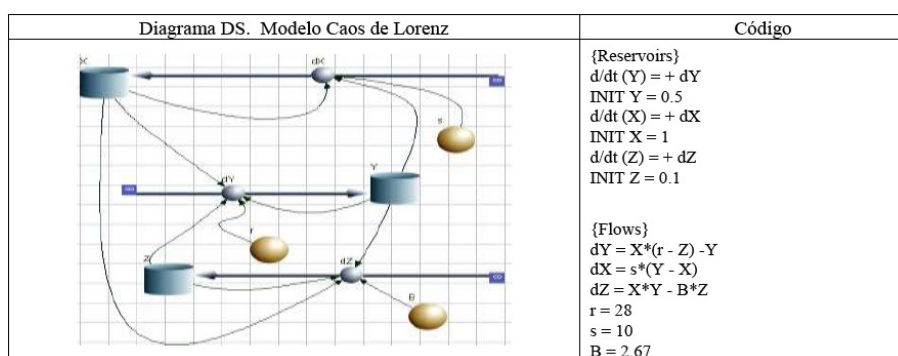 Diagrama DS. Modelo Caos de Lorenz
Código
X
dX
s
Y
dY
r
Z
dZ
B
{Reservoirs}
d/dt (Y) = + dY
INIT Y = 0.5
d/dt (X) = + dX
INIT X = 1
d/dt (Z) = + dZ
INIT Z = 0.1
{Flows}
dY = X*(r - Z) -Y
dX = s*(Y - X)
dZ = X*Y - B*Z
r = 28
s = 10
B = 2.67